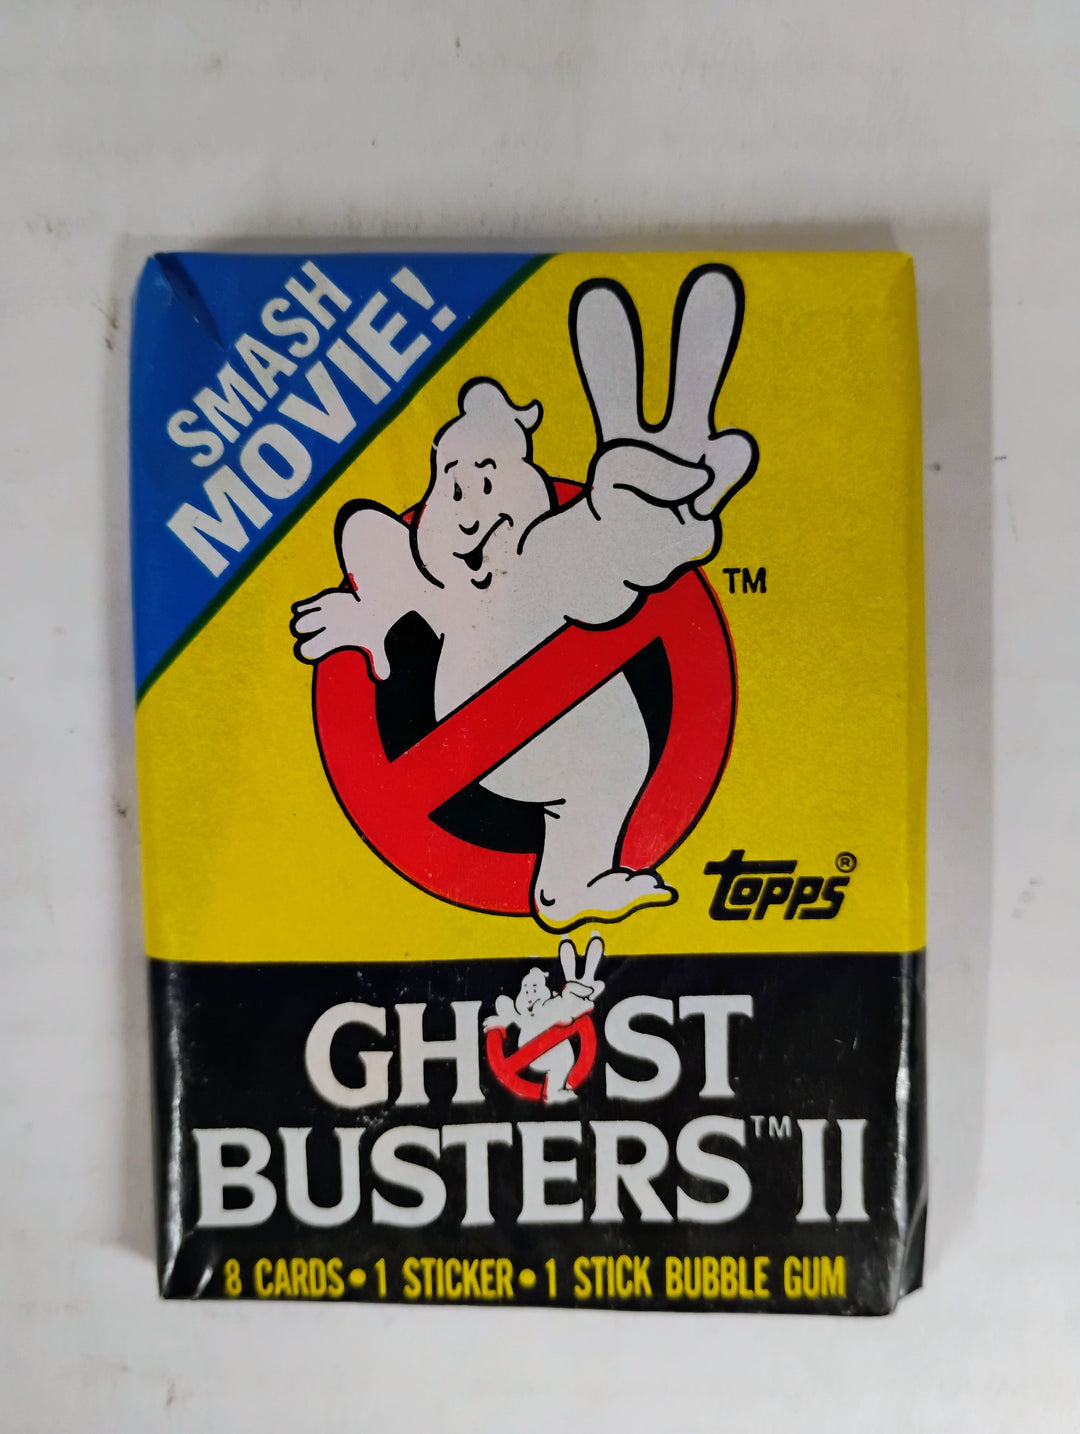 SMASH
MOVIE!
TM
topps®
GHOST
BUSTERS™ II
8 CARDS • 1 STICKER • 1 STICK BUBBLE GUM